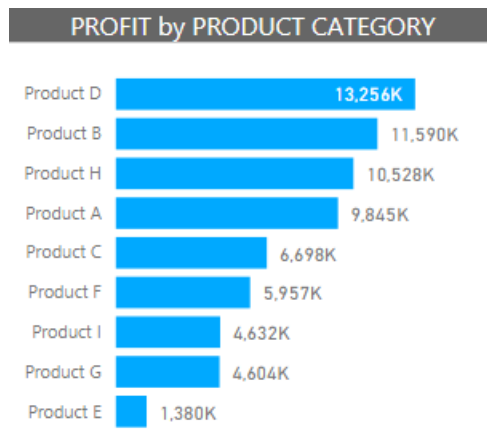 PROFIT by PRODUCT CATEGORY
Product D 13,256K
Product B 11,590K
Product H 10,528K
Product A 9,845K
Product C 6,698K
Product F 5,957K
Product I 4,632K
Product G 4,604K
Product E 1,380K